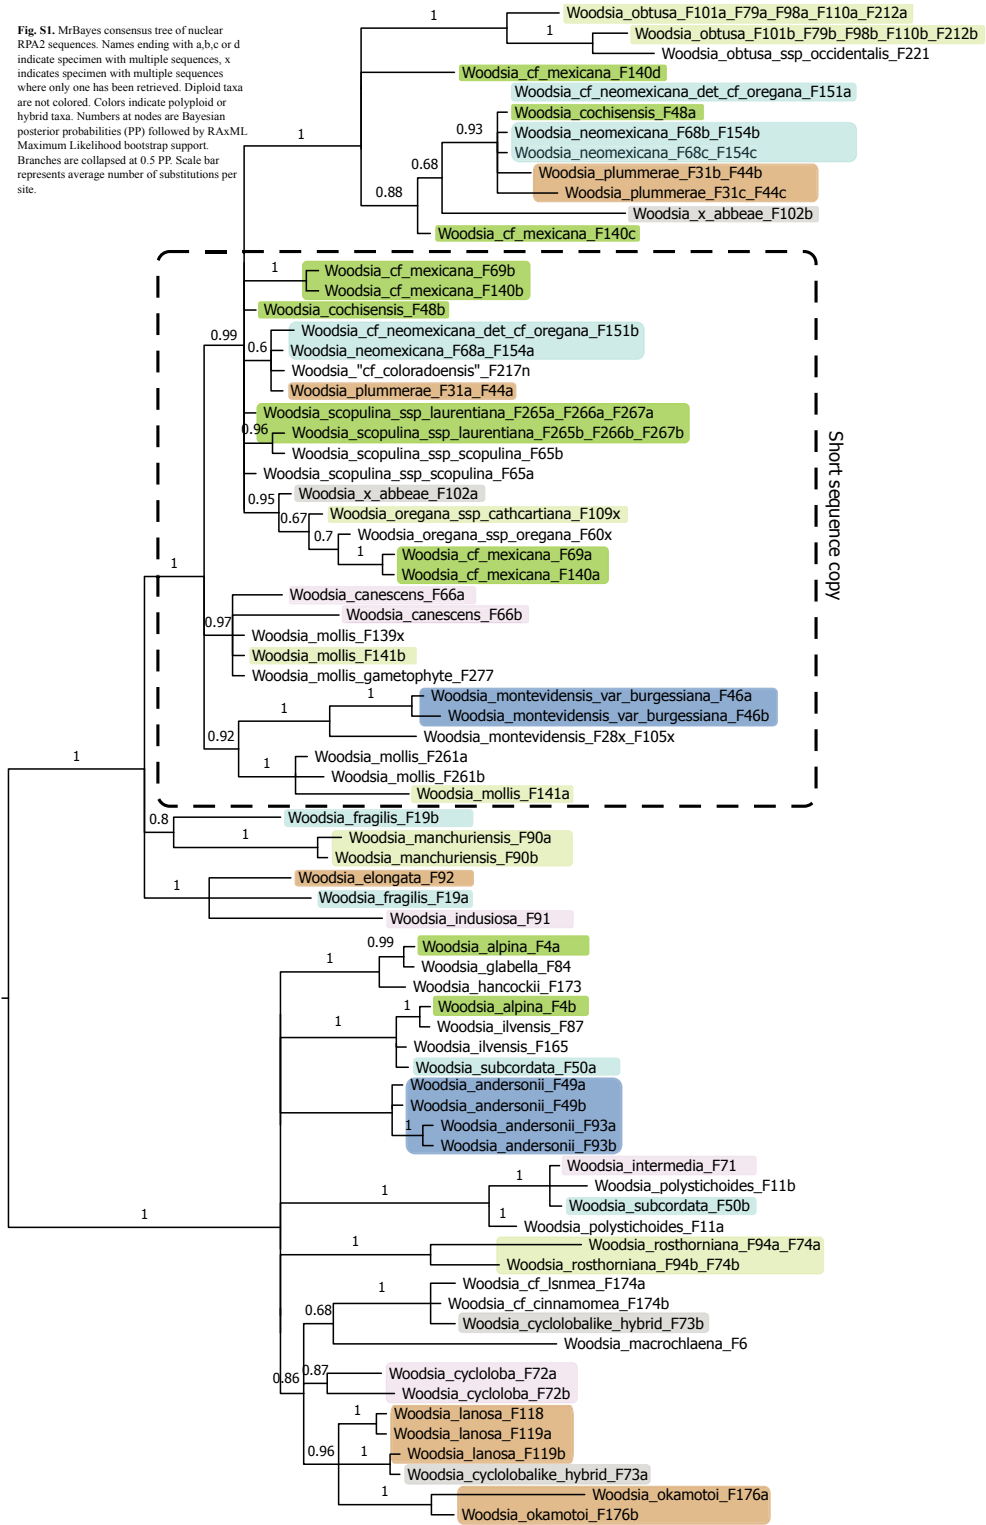 Fig. S1. MrBayes consensus tree of nuclear
RPA2 sequences. Names ending with a,b,c or d
indicate specimen with multiple sequences, x
indicates specimen with multiple sequences
where only one has been retrieved. Diploid taxa
are not colored. Colors indicate polyploid or
hybrid taxa. Numbers at nodes are Bayesian
posterior probabilities (PP) followed by RAxML
Maximum Likelihood bootstrap support.
Branches are collapsed at 0.5 PP. Scale bar
represents average number of substitutions per
site.
1
Woodsia_obtusa_F101a_F79a_F98a_F110a_F212a
1
Woodsia_obtusa_F101b_F79b_F98b_F110b_F212b
Woodsia_obtusa_ssp_occidentalis_F221
Woodsia_cf_mexicana_F140d
Woodsia_cf_neomexicana_det_cf_oregana_F151a
Woodsia_cochisensis_F48a
1
0.93
Woodsia_neomexicana_F68b_F154b
Woodsia_neomexicana_F68c_F154c
0.68
Woodsia_plummerae_F31b_F44b
0.88
Woodsia_plummerae_F31c_F44c
Woodsia_x_abbeae_F102b
Woodsia_cf_mexicana_F140c
1
Woodsia_cf_mexicana_F69b
Woodsia_cf_mexicana_F140b
Woodsia_cochisensis_F48b
0.99
Woodsia_cf_neomexicana_det_cf_oregana_F151b
0.6
Woodsia_neomexicana_F68a_F154a
Woodsia_"cf_coloradoensis"_F217n
Woodsia_plummerae_F31a_F44a
Woodsia_scopulina_ssp_laurentiana_F265a_F266a_F267a
0.96
Woodsia_scopulina_ssp_laurentiana_F265b_F266b_F267b
Woodsia_scopulina_ssp_scopulina_F65b
Woodsia_scopulina_ssp_scopulina_F65a
0.95
Woodsia_x_abbeae_F102a
0.67
Woodsia_oregana_ssp_cathcartiana_F109x
0.7
Woodsia_oregana_ssp_oregana_F60x
1
Woodsia_cf_mexicana_F69a
Woodsia_cf_mexicana_F140a
Short sequence copy
1
Woodsia_canescens_F66a
0.97
Woodsia_canescens_F66b
Woodsia_mollis_F139x
Woodsia_mollis_F141b
Woodsia_mollis_gametophyte_F277
1
Woodsia_montevidensis_var_burgessiana_F46a
1
Woodsia_montevidensis_var_burgessiana_F46b
0.92
Woodsia_montevidensis_F28x_F105x
1
Woodsia_mollis_F261a
1
Woodsia_mollis_F261b
Woodsia_mollis_F141a
0.8
Woodsia_fragilis_F19b
1
Woodsia_manchuriensis_F90a
Woodsia_manchuriensis_F90b
1
Woodsia_elongata_F92
Woodsia_fragilis_F19a
Woodsia_indusiosa_F91
0.99
Woodsia_alpina_F4a
1
Woodsia_glabella_F84
Woodsia_hancockii_F173
1
Woodsia_alpina_F4b
1
Woodsia_ilvensis_F87
Woodsia_ilvensis_F165
Woodsia_subcordata_F50a
Woodsia_andersonii_F49a
Woodsia_andersonii_F49b
1
Woodsia_andersonii_F93a
Woodsia_andersonii_F93b
Woodsia_intermedia_F71
1
Woodsia_polystichoides_F11b
1
Woodsia_subcordata_F50b
1
1
Woodsia_polystichoides_F11a
1
Woodsia_rosthorniana_F94a_F74a
Woodsia_rosthorniana_F94b_F74b
1
Woodsia_cf_lsnmea_F174a
0.68
Woodsia_cf_cinnamomea_F174b
Woodsia_cyclolobalike_hybrid_F73b
Woodsia_macrochlaena_F6
0.86
0.87
Woodsia_cycloloba_F72a
Woodsia_cycloloba_F72b
1
Woodsia_lanosa_F118
Woodsia_lanosa_F119a
0.96
1
Woodsia_lanosa_F119b
Woodsia_cyclolobalike_hybrid_F73a
1
Woodsia_okamotoi_F176a
Woodsia_okamotoi_F176b